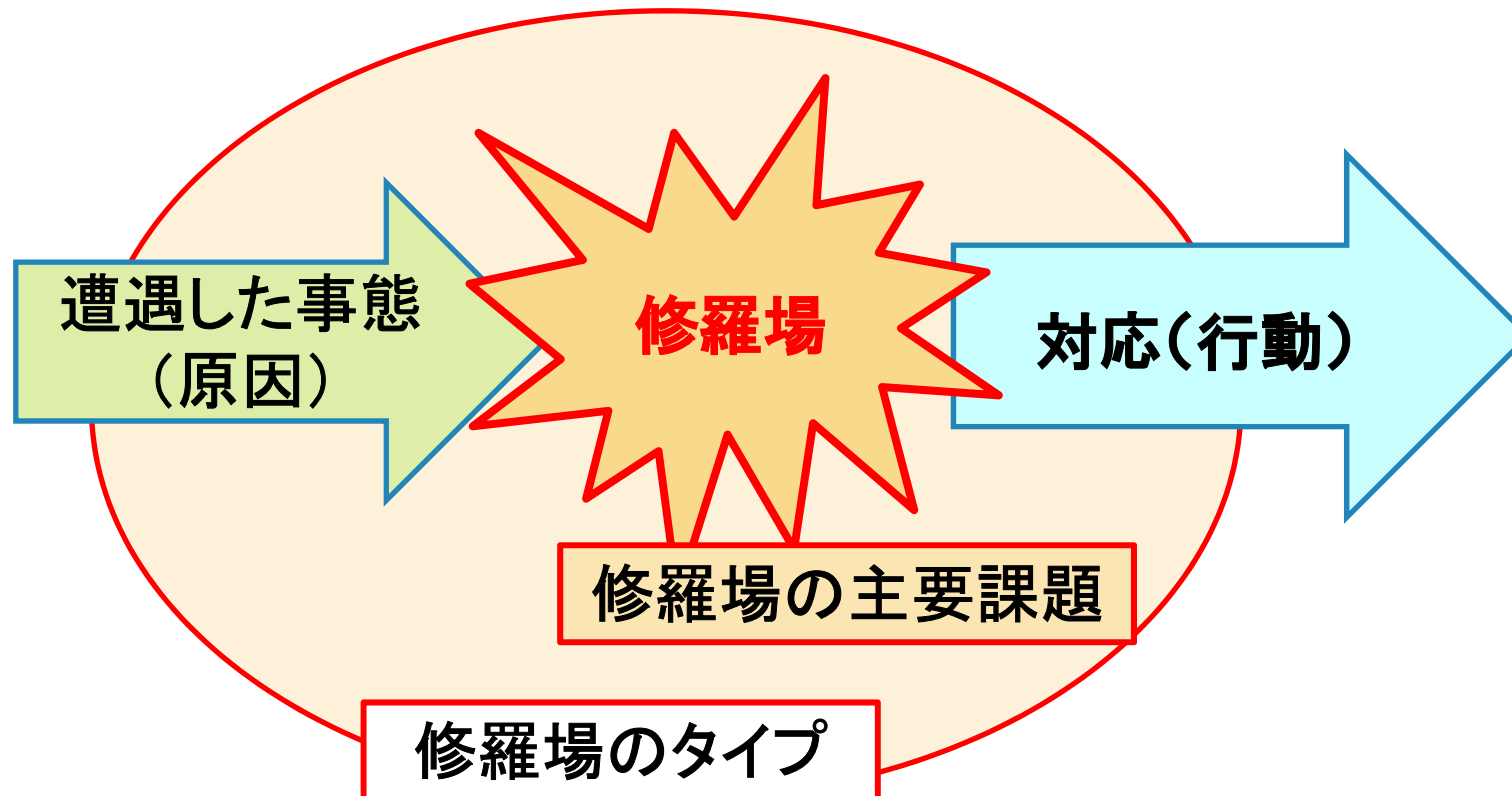 遭遇した事態
（原因）
修羅場
対応（行動）
修羅場の主要課題
修羅場のタイプ